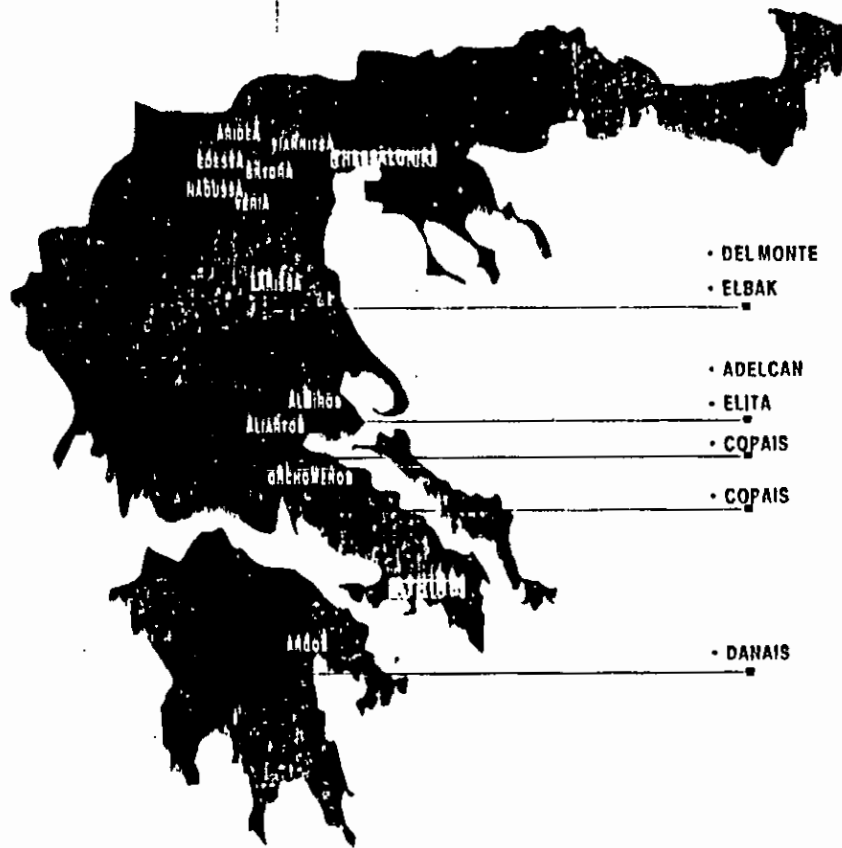 ARIDEA
GIANNITSA
EDESSA
SKYDRA
THESSALONIKI
NAOUSSA
VERIA
• DEL MONTE
LARISSA
• ELBAK
• ADELCAN
ALMIROS
• ELITA
ALIARTOS
• COPAIS
ORCHOMENOS
• COPAIS
ARGOS
• DANAIS